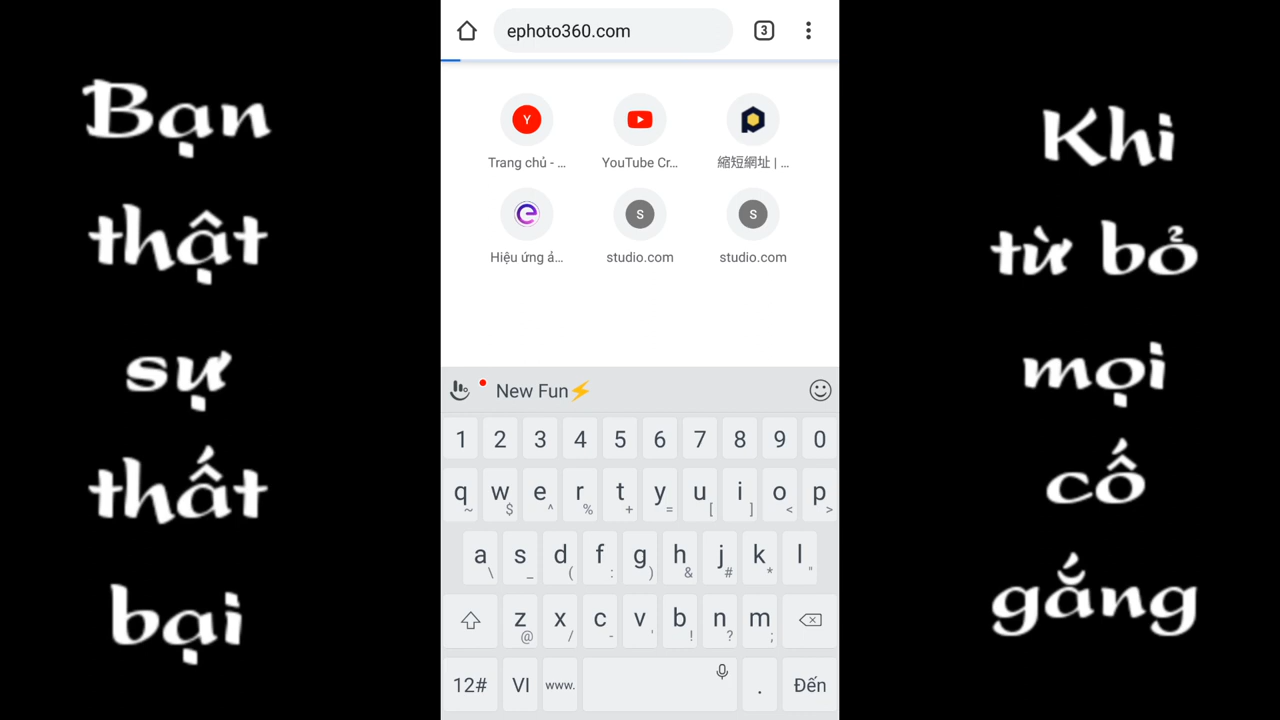 Bạn
thật
sự
thất
bại
ephoto360.com
3
Y
Trang chủ - ...
YouTube Cr...
縮短網址 | ...
S
S
Hiệu ứng ả...
studio.com
studio.com
New Fun⚡
1 2 3 4 5 6 7 8 9 0
q w e r t y u i o p
~ $ ^ % + = [ ] < >
a s d f g h j k l
\ _ ( : ) & # * "
z x c v b n m
@ / - ' ! ? ;
12# VI www. . Đến
Khi
từ bỏ
mọi
cố
gắng